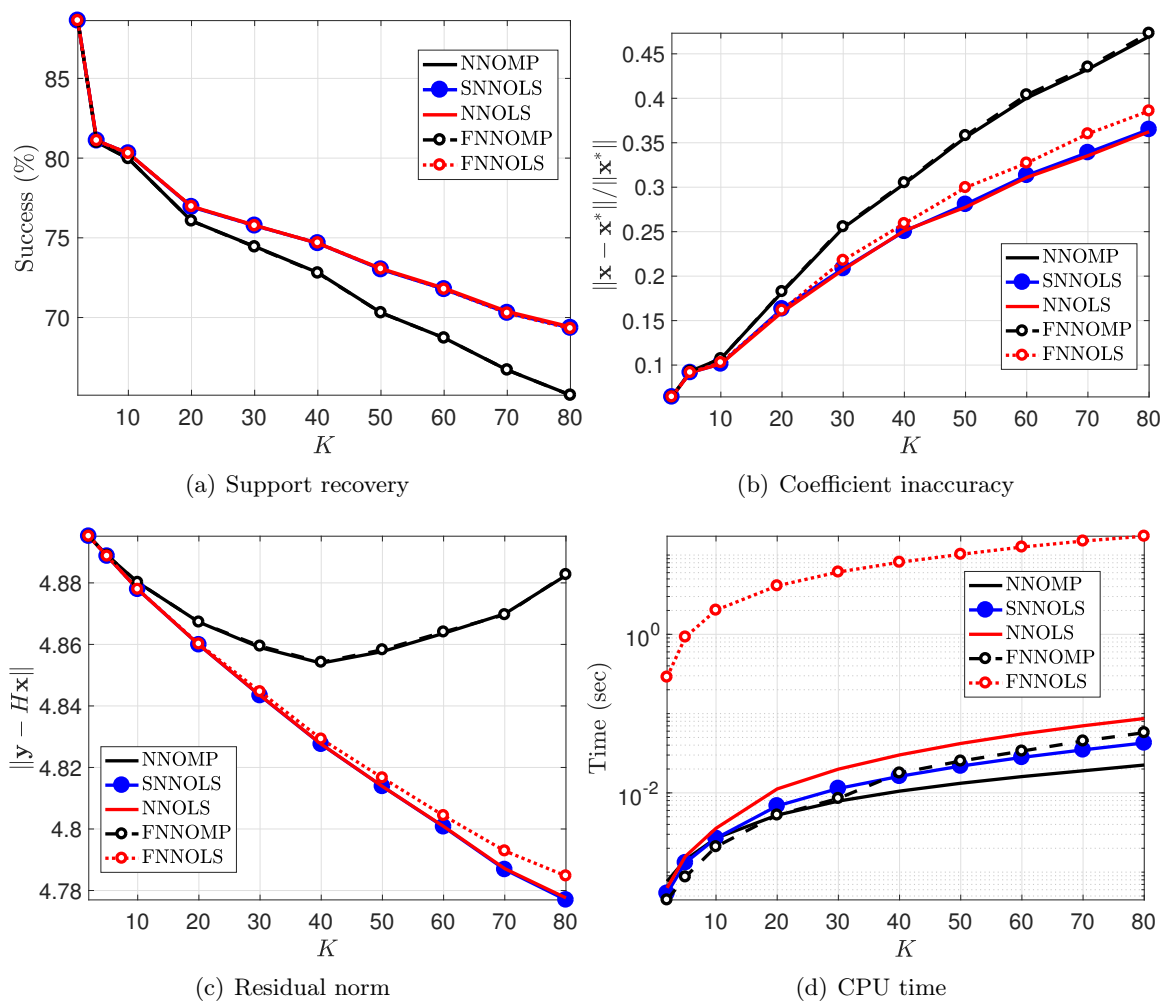 85
80
75
70
Success (%)
10 20 30 40 50 60 70 80
K
NNOMP
SNNOLS
NNOLS
FNNOMP
FNNOLS
(a) Support recovery
0.45
0.4
0.35
0.3
0.25
0.2
0.15
0.1
||x − x*||/||x*||
10 20 30 40 50 60 70 80
K
NNOMP
SNNOLS
NNOLS
FNNOMP
FNNOLS
(b) Coefficient inaccuracy
4.88
4.86
4.84
4.82
4.8
4.78
||y − Hx||
10 20 30 40 50 60 70 80
K
NNOMP
SNNOLS
NNOLS
FNNOMP
FNNOLS
(c) Residual norm
10⁰
10⁻²
Time (sec)
10 20 30 40 50 60 70 80
K
NNOMP
SNNOLS
NNOLS
FNNOMP
FNNOLS
(d) CPU time